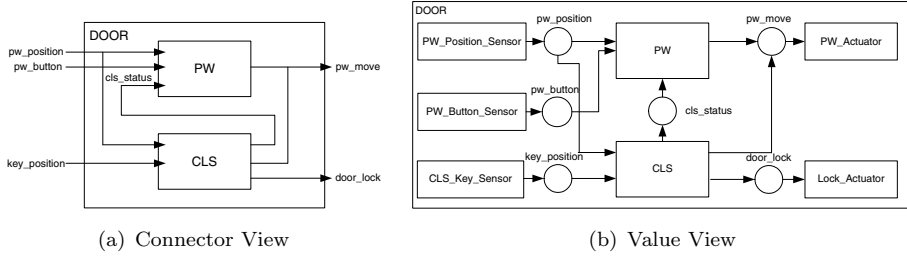 DOOR
pw_position
pw_button
cls_status
PW
pw_move
key_position
CLS
door_lock
(a) Connector View
DOOR
pw_position
pw_move
PW_Position_Sensor
PW
PW_Actuator
pw_button
PW_Button_Sensor
cls_status
key_position
door_lock
CLS_Key_Sensor
CLS
Lock_Actuator
(b) Value View